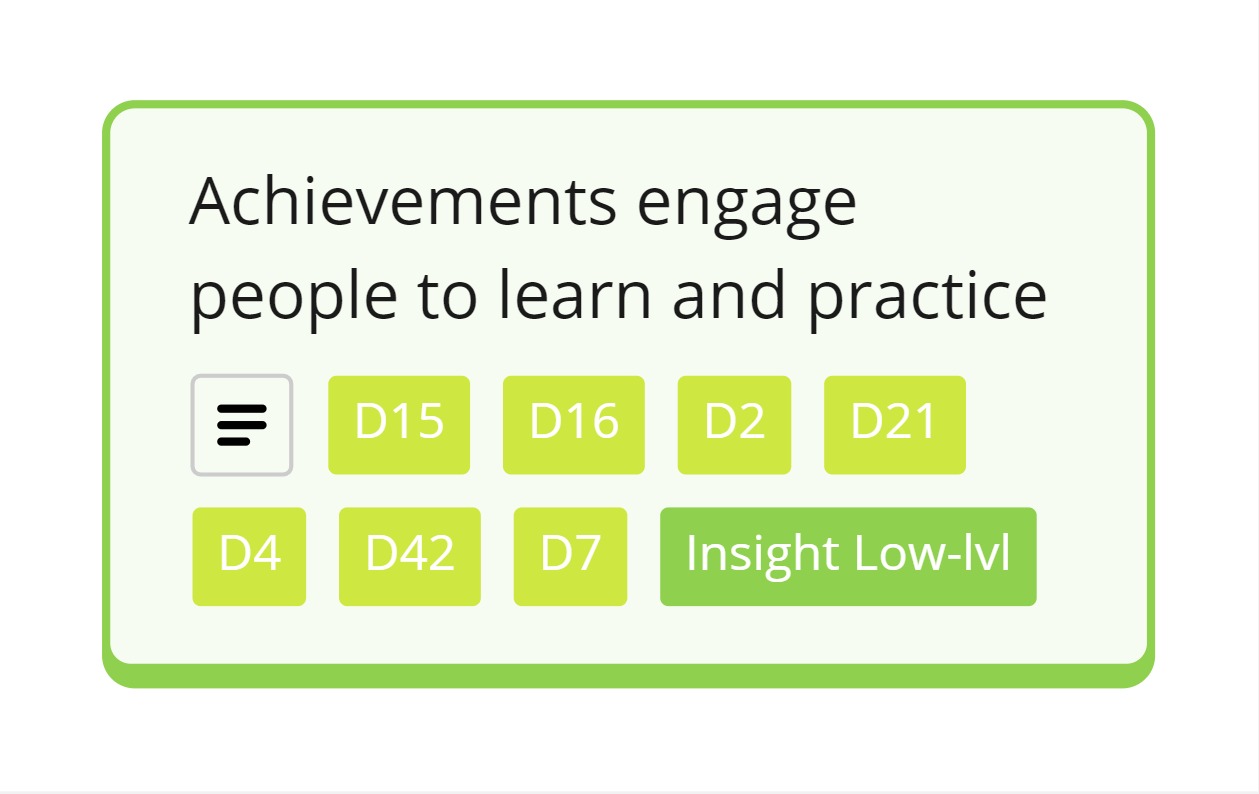 Achievements engage
people to learn and practice
D15 D16 D2 D21
D4 D42 D7 Insight Low-lvl